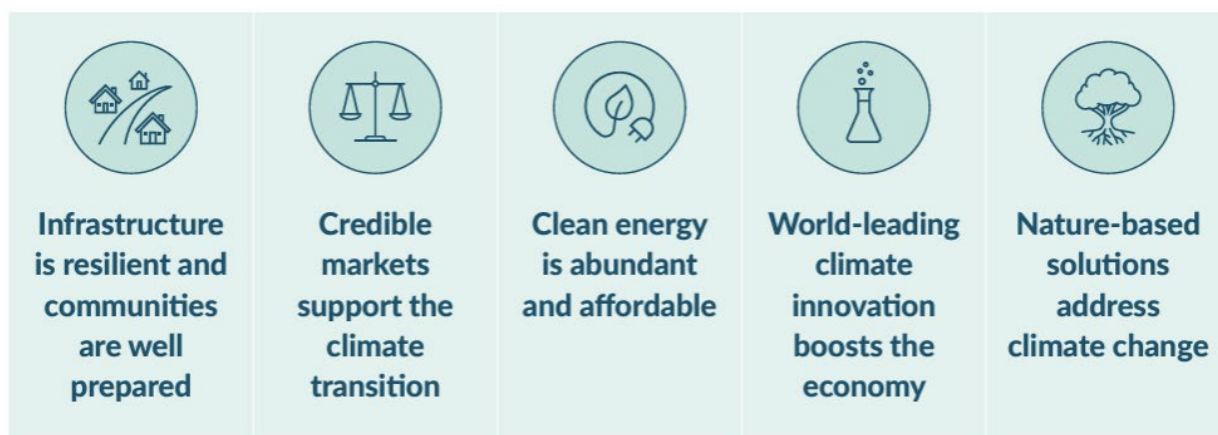 Infrastructure
is resilient and
communities
are well
prepared
Credible
markets
support the
climate
transition
Clean energy
is abundant
and affordable
World-leading
climate
innovation
boosts the
economy
Nature-based
solutions
address
climate change